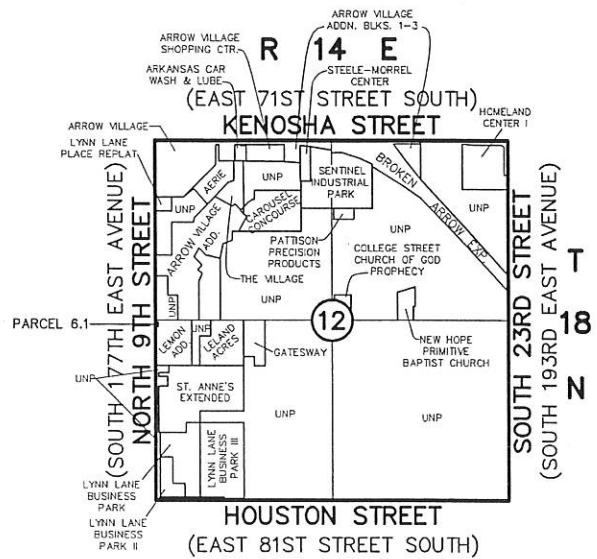 ARROW VILLAGE
ADDN. BLKS. 1-3
ARROW VILLAGE
SHOPPING CTR.
R 14 E
ARKANSAS CAR
WASH & LUBE
STEELE-MORREL
CENTER
(EAST 71ST STREET SOUTH)
KENOSHA STREET
HOMELAND
CENTER I
ARROW VILLAGE
LYNN LANE
PLACE REPLAT
UNP
AERIE
UNP
SENTINEL
INDUSTRIAL
PARK
BROKEN
ARROW EXP.
UNP
ARROW VILLAGE
ADD.
CAROUSEL
CONCOURSE
UNP
PATTISON
PRECISION
PRODUCTS
COLLEGE STREET
CHURCH OF GOD
PROPHECY
THE VILLAGE
UNP
UNP
T
18
N
PARCEL 6.1
12
LEMON
ADD.
UNP
LELAND
ACRES
GATESWAY
NEW HOPE
PRIMITIVE
BAPTIST CHURCH
UNP
ST. ANNE'S
EXTENDED
UNP
UNP
LYNN LANE
BUSINESS
PARK III
LYNN LANE
BUSINESS
PARK
LYNN LANE
BUSINESS
PARK II
(SOUTH 177TH EAST AVENUE)
NORTH 9TH STREET
SOUTH 23RD STREET
(SOUTH 193RD EAST AVENUE)
HOUSTON STREET
(EAST 81ST STREET SOUTH)